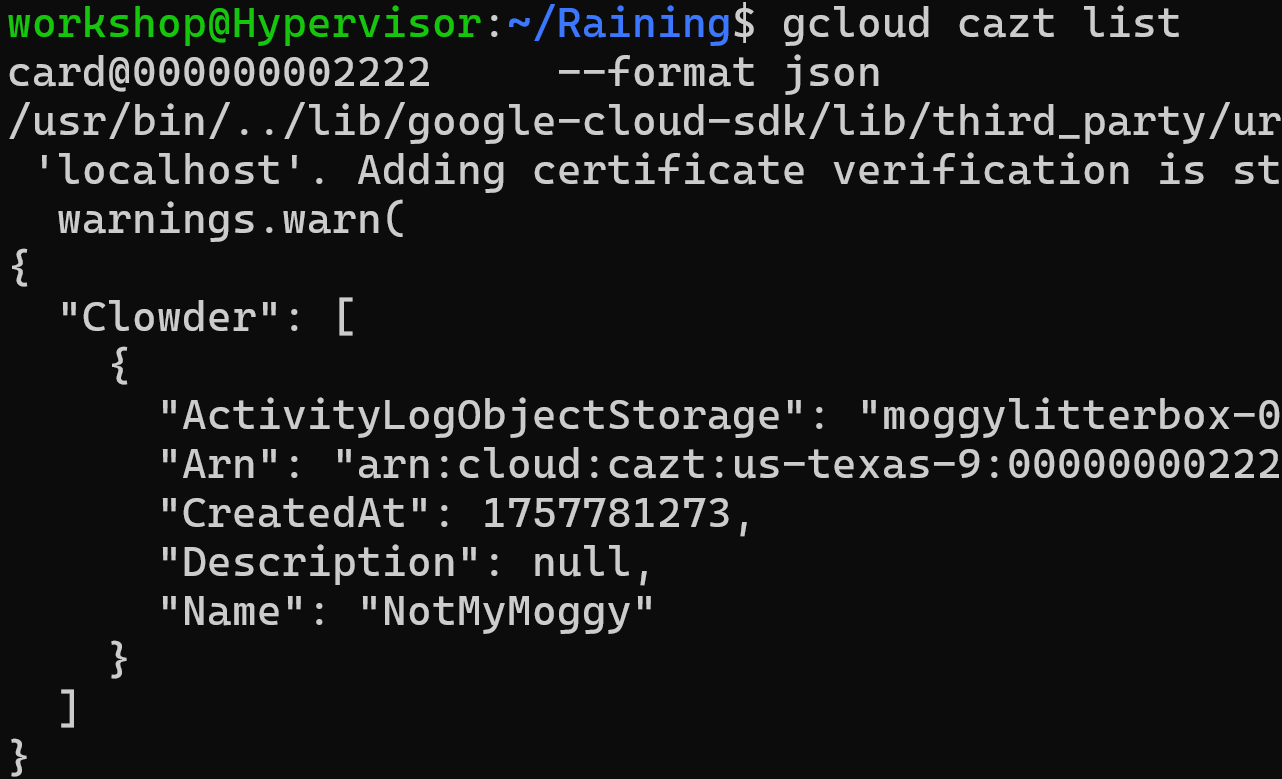 workshop@Hypervisor:~/Raining$ gcloud cazt list
card@000000002222      --format json
/usr/bin/../lib/google-cloud-sdk/lib/third_party/ur
 'localhost'. Adding certificate verification is st
  warnings.warn(
{
  "Clowder": [
    {
      "ActivityLogObjectStorage": "moggylitterbox-0
      "Arn": "arn:cloud:cazt:us-texas-9:00000000222
      "CreatedAt": 1757781273,
      "Description": null,
      "Name": "NotMyMoggy"
    }
  ]
}